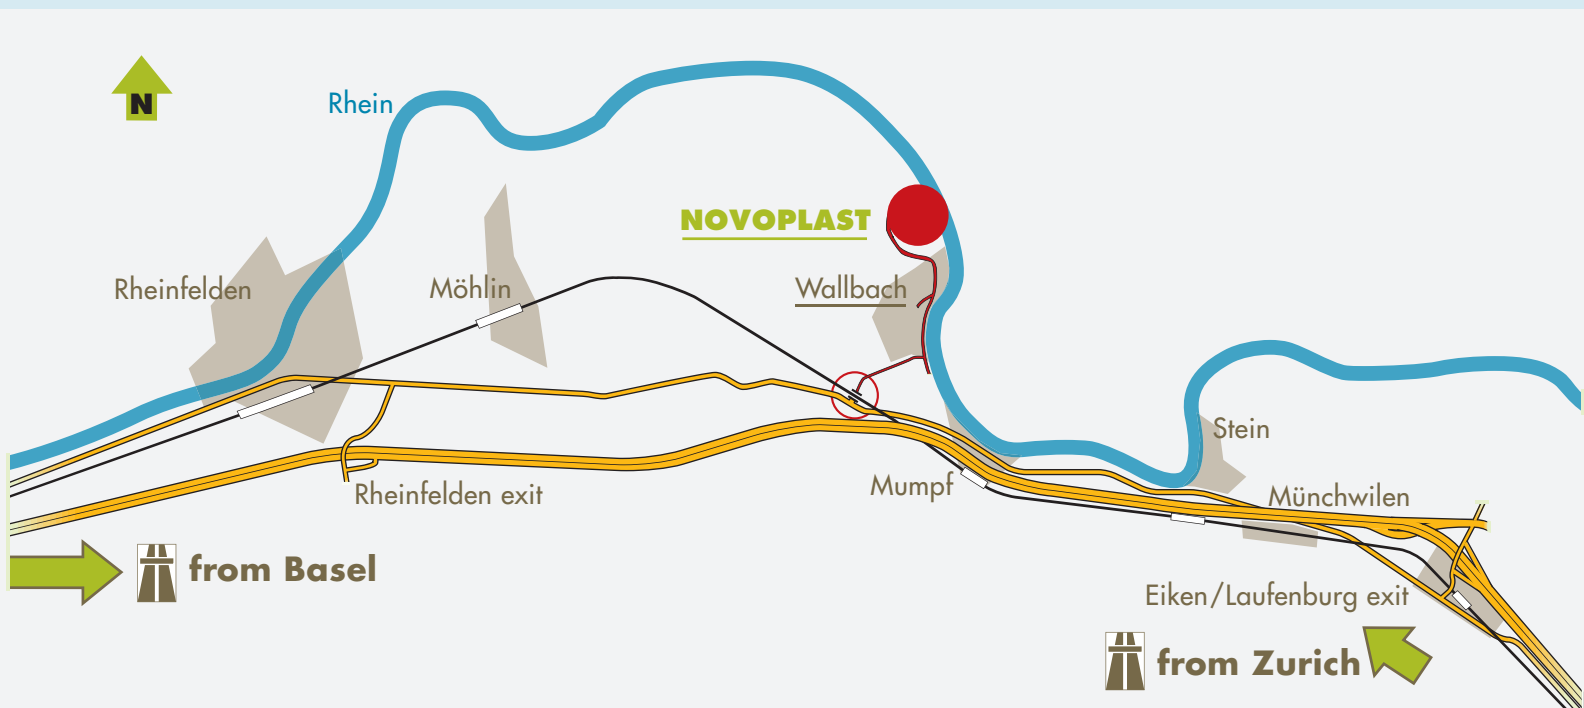 N
Rhein
NOVOPLAST
Rheinfelden
Möhlin
Wallbach
Stein
Mumpf
Rheinfelden exit
Münchwilen
from Basel
Eiken/Laufenburg exit
from Zurich